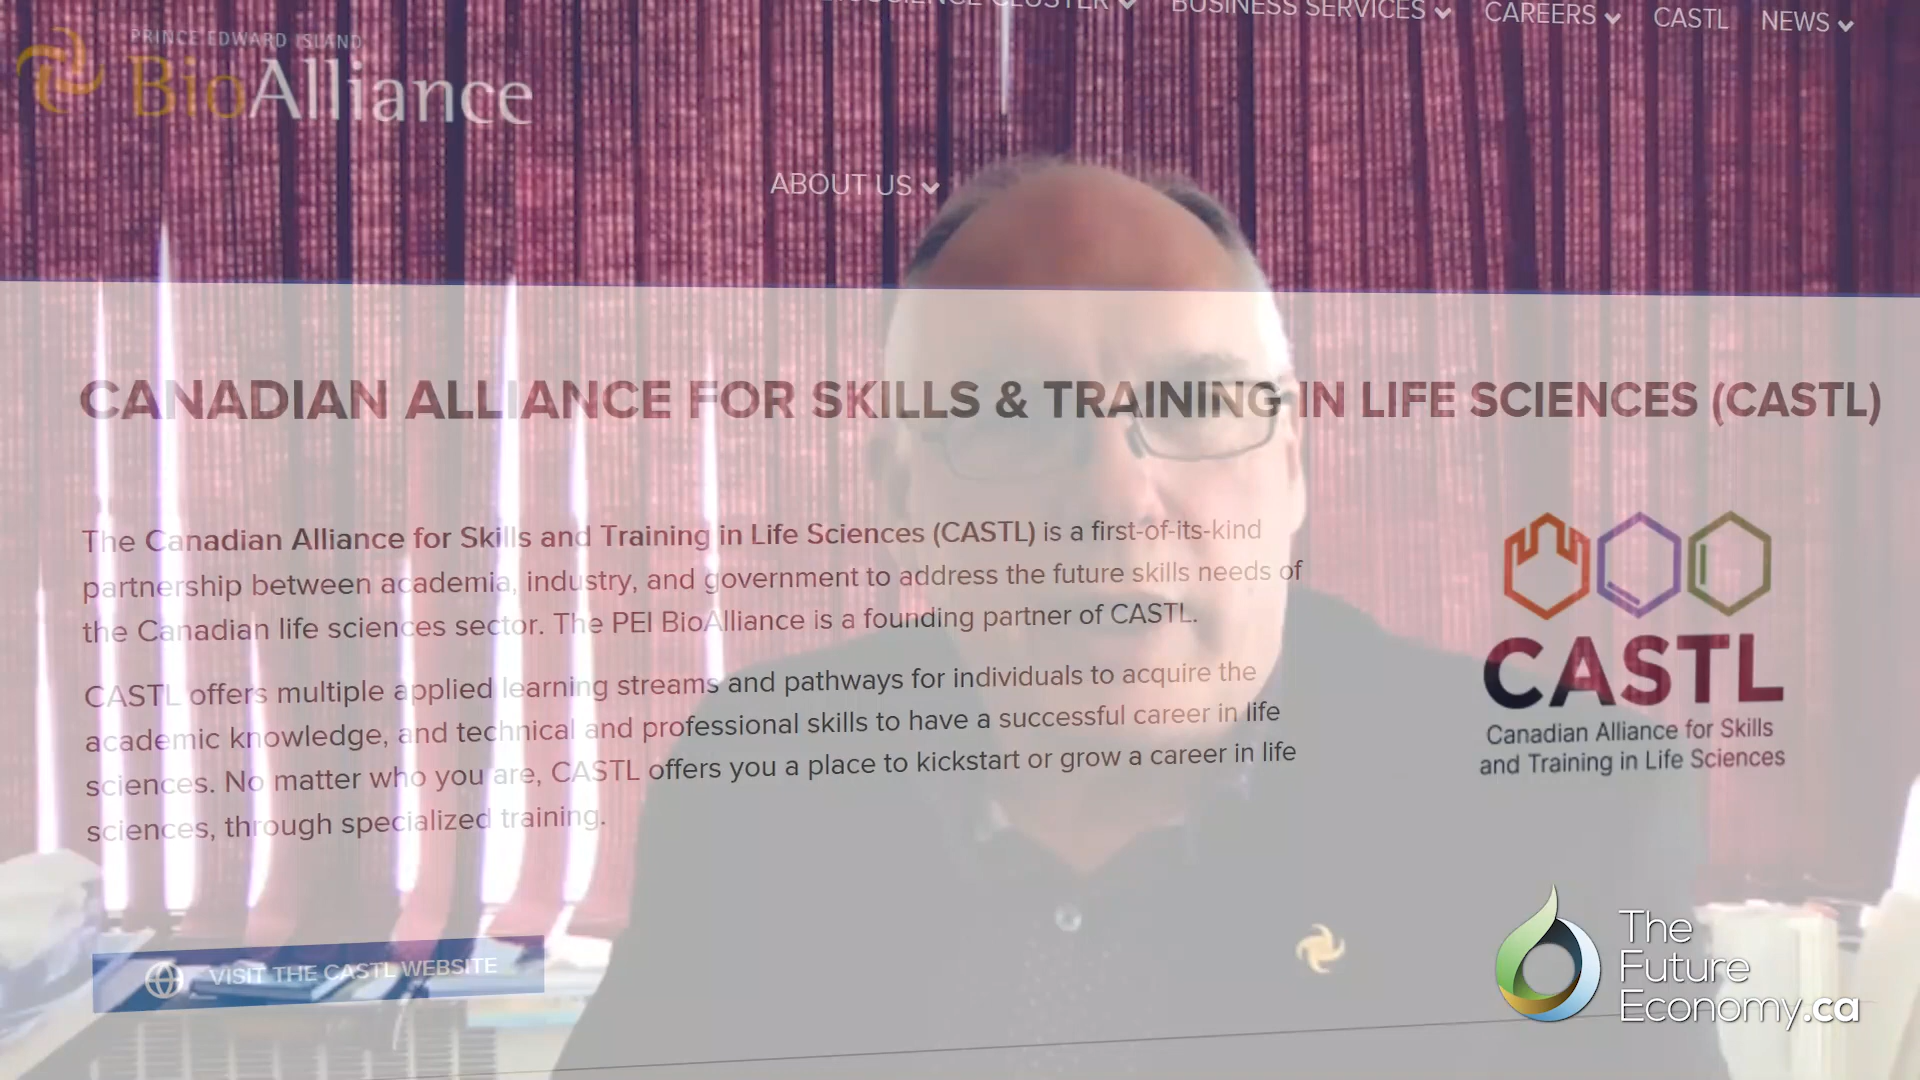 BIOSCIENCE CLUSTER BUSINESS SERVICES CAREERS CASTL NEWS
PRINCE EDWARD ISLAND
BioAlliance
ABOUT US
CANADIAN ALLIANCE FOR SKILLS & TRAINING IN LIFE SCIENCES (CASTL)
The Canadian Alliance for Skills and Training in Life Sciences (CASTL) is a first-of-its-kind
partnership between academia, industry, and government to address the future skills needs of
the Canadian life sciences sector. The PEI BioAlliance is a founding partner of CASTL.
CASTL offers multiple applied learning streams and pathways for individuals to acquire the
academic knowledge, and technical and professional skills to have a successful career in life
sciences. No matter who you are, CASTL offers you a place to kickstart or grow a career in life
sciences, through specialized training.
CASTL
Canadian Alliance for Skills
and Training in Life Sciences
VISIT THE CASTL WEBSITE
The
Future
Economy.ca